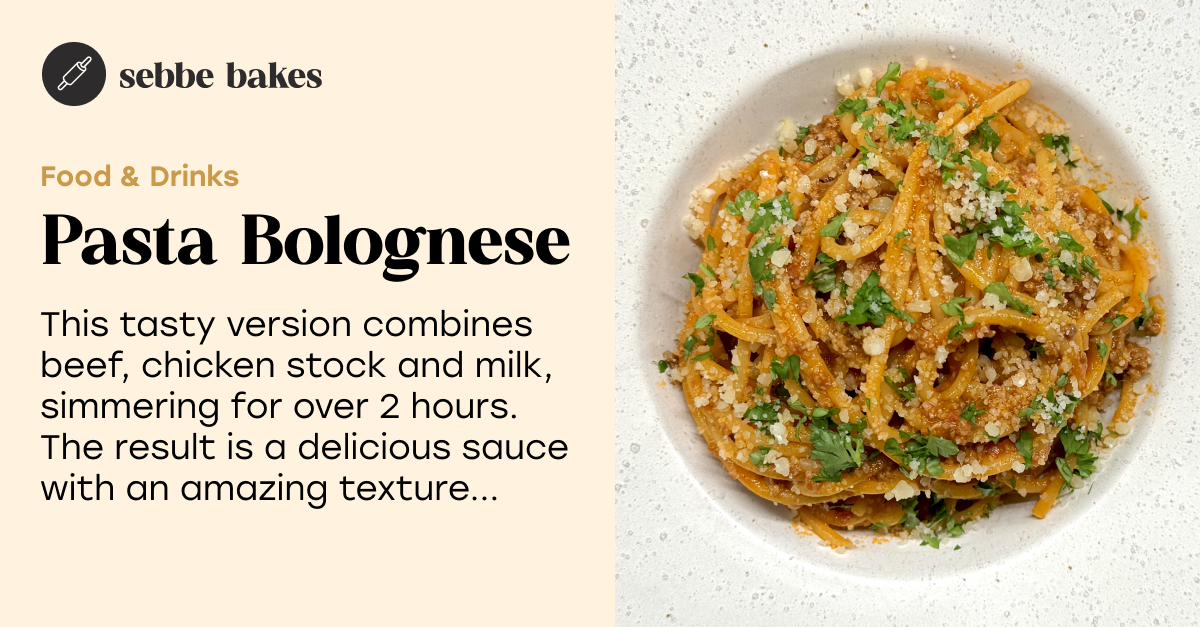 sebbe bakes
Food & Drinks
Pasta Bolognese
This tasty version combines
beef, chicken stock and milk,
simmering for over 2 hours.
The result is a delicious sauce
with an amazing texture...